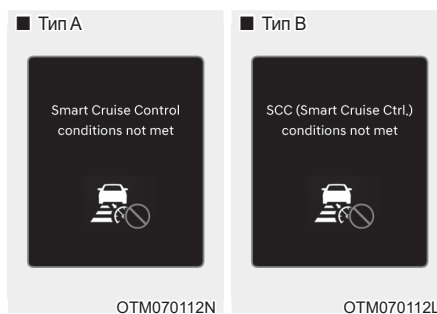 ■ Тип A
Smart Cruise Control
conditions not met
OTM070112N
■ Тип B
SCC (Smart Cruise Ctrl.)
conditions not met
OTM070112L